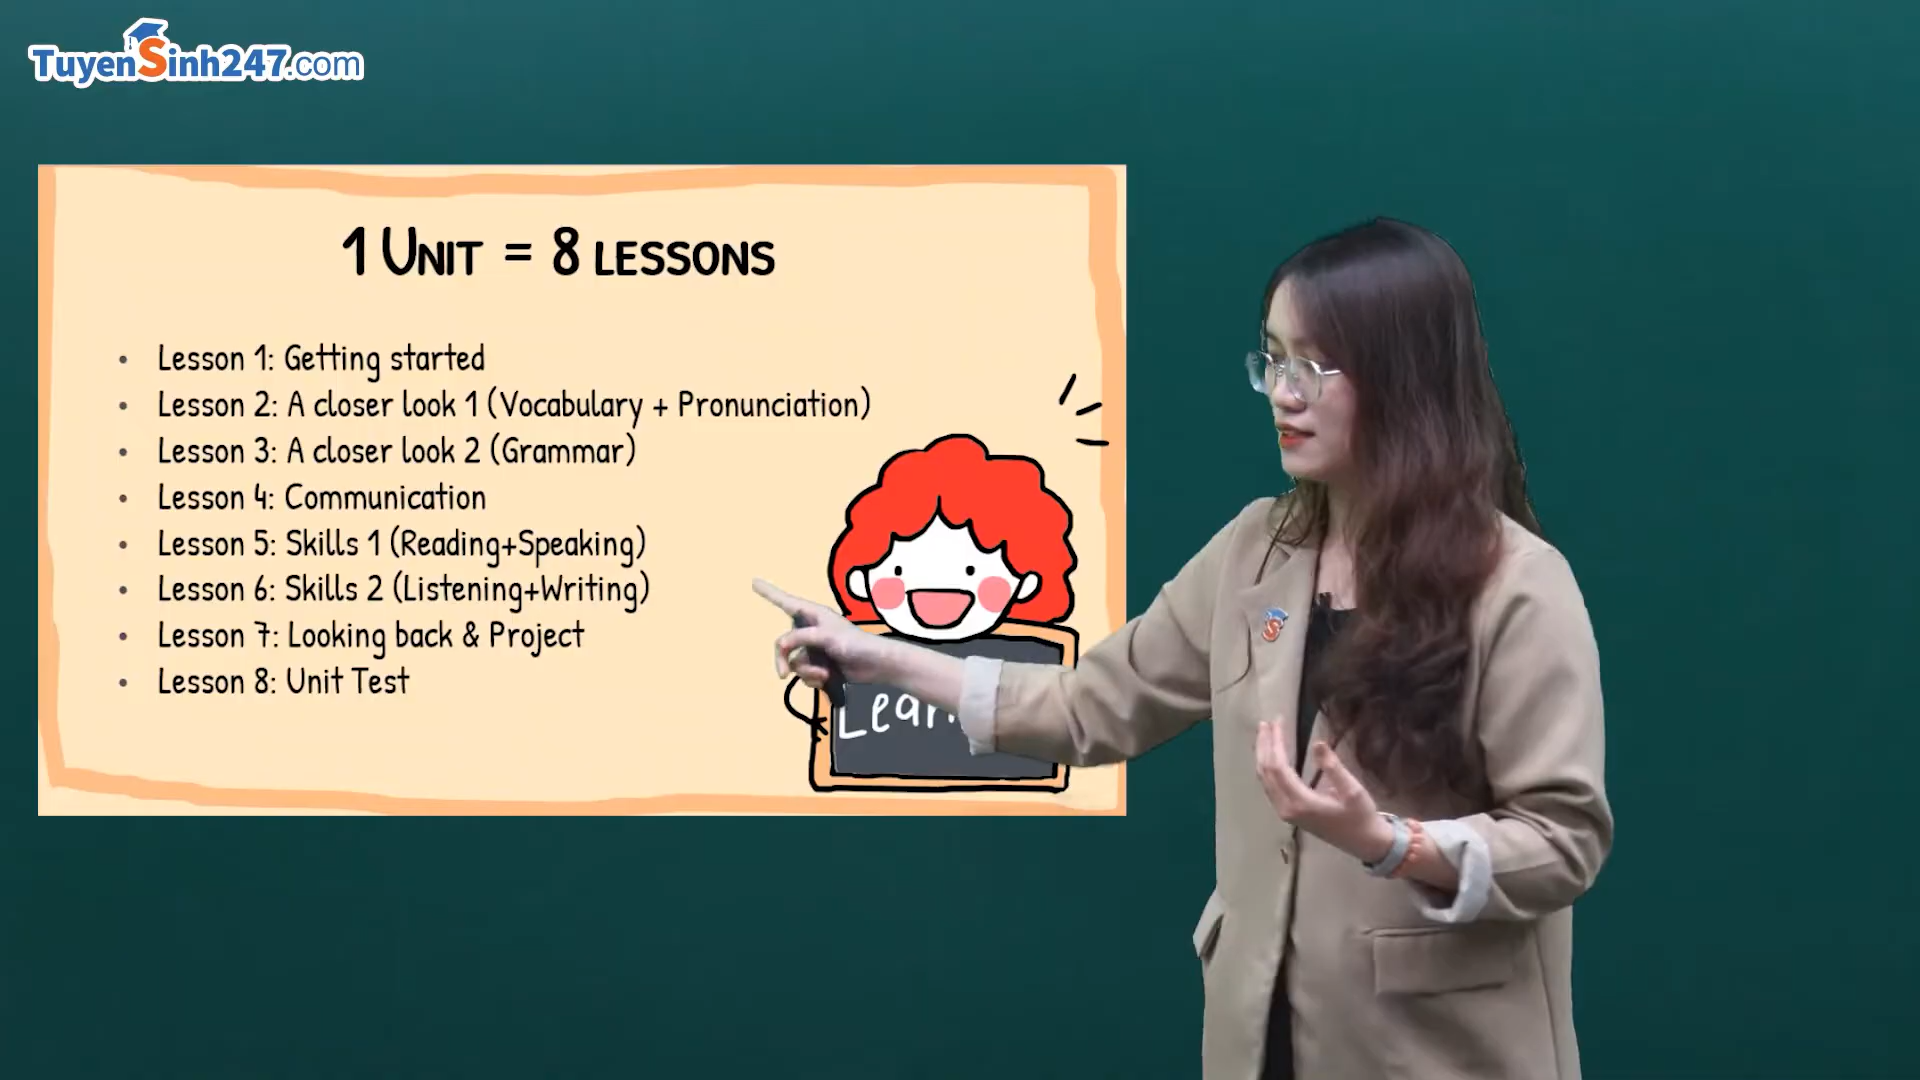 TuyenSinh247.com
1 UNIT = 8 LESSONS
• Lesson 1: Getting started
• Lesson 2: A closer look 1 (Vocabulary + Pronunciation)
• Lesson 3: A closer look 2 (Grammar)
• Lesson 4: Communication
• Lesson 5: Skills 1 (Reading+Speaking)
• Lesson 6: Skills 2 (Listening+Writing)
• Lesson 7: Looking back & Project
• Lesson 8: Unit Test